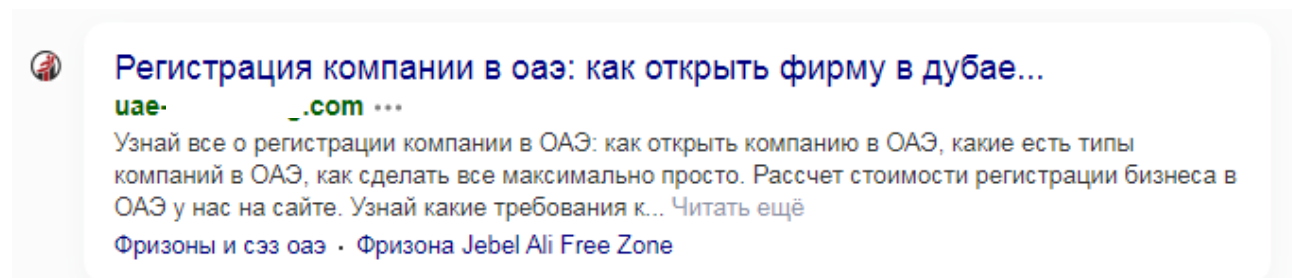 Регистрация компании в оаэ: как открыть фирму в дубае...
uae- .com ...
Узнай все о регистрации компании в ОАЭ: как открыть компанию в ОАЭ, какие есть типы
компаний в ОАЭ, как сделать все максимально просто. Рассчет стоимости регистрации бизнеса в
ОАЭ у нас на сайте. Узнай какие требования к... Читать ещё
Фризоны и сэз оаэ · Фризона Jebel Ali Free Zone